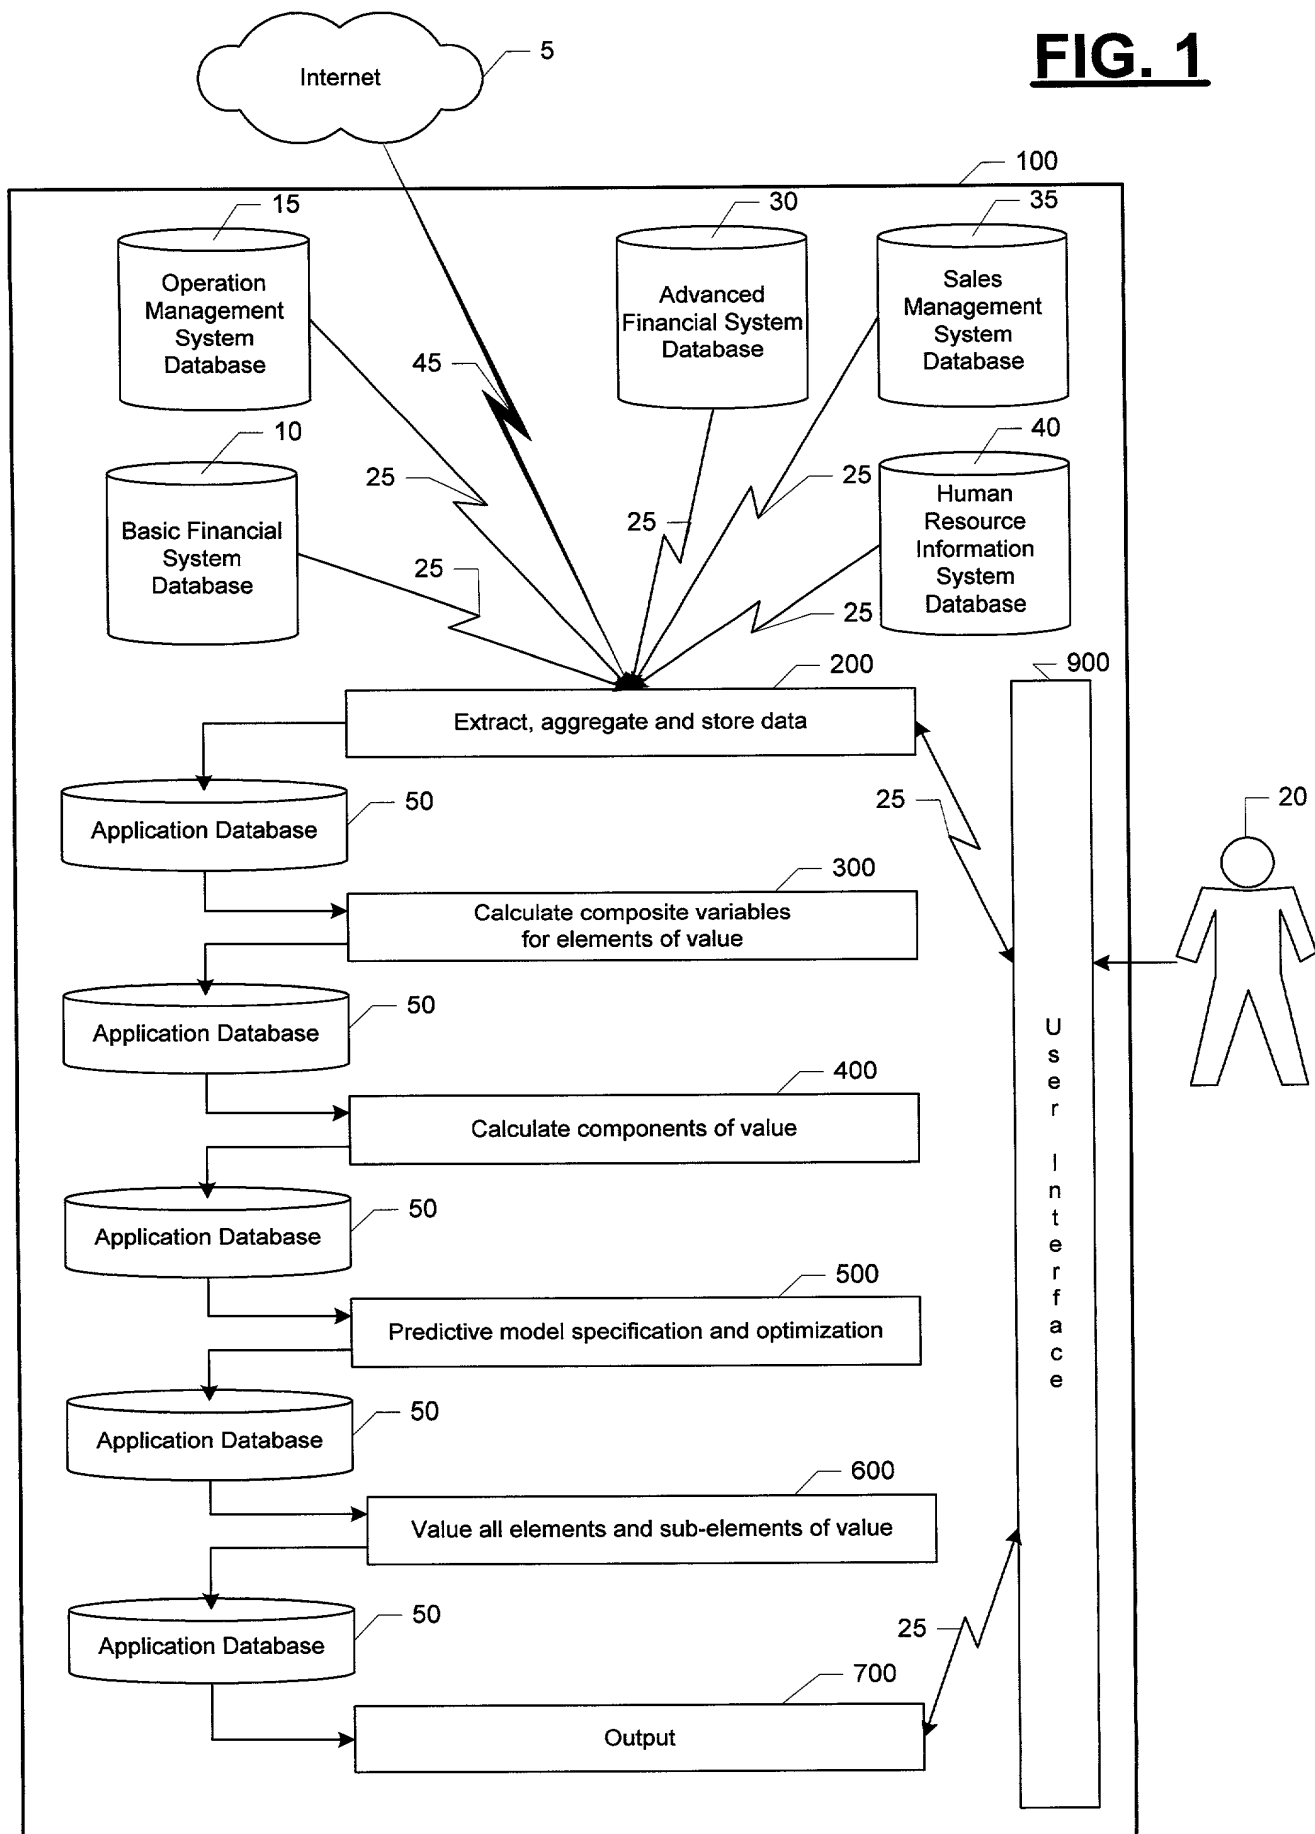 FIG. 1
Internet
5
100
15
Operation
Management
System
Database
30
Advanced
Financial System
Database
35
Sales
Management
System
Database
45
10
Basic Financial
System
Database
25
25
25
25
40
Human
Resource
Information
System
Database
25
200
Extract, aggregate and store data
900
User Interface
25
20
50
Application Database
300
Calculate composite variables
for elements of value
50
Application Database
400
Calculate components of value
50
Application Database
500
Predictive model specification and optimization
50
Application Database
600
Value all elements and sub-elements of value
50
Application Database
25
700
Output